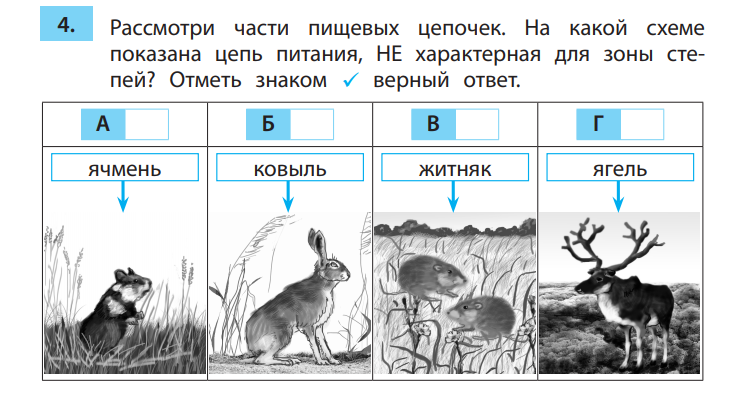 4.
Рассмотри части пищевых цепочек. На какой схеме
показана цепь питания, НЕ характерная для зоны сте-
пей? Отметь знаком ✓ верный ответ.
А Б В Г
ячмень ковыль житняк ягель